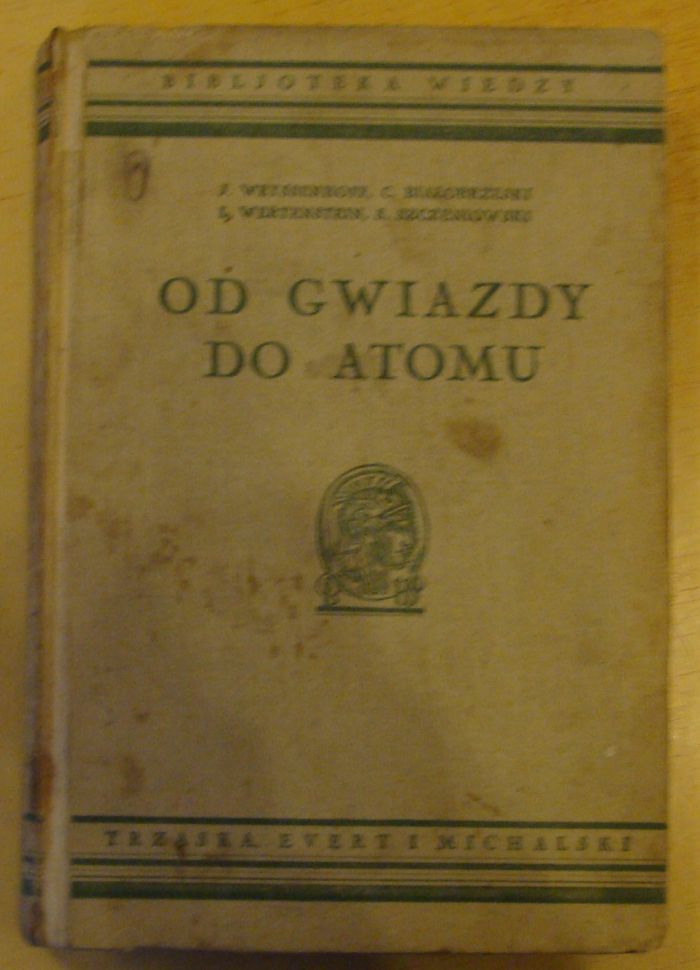 BIBLJOTEKA WIEDZY
J. WEYSSENHOFF, C. BIAŁOBRZESKI
L. WERTENSTEIN, S. SZCZENIOWSKI
OD GWIAZDY
DO ATOMU
TRZASKA, EVERT I MICHALSKI